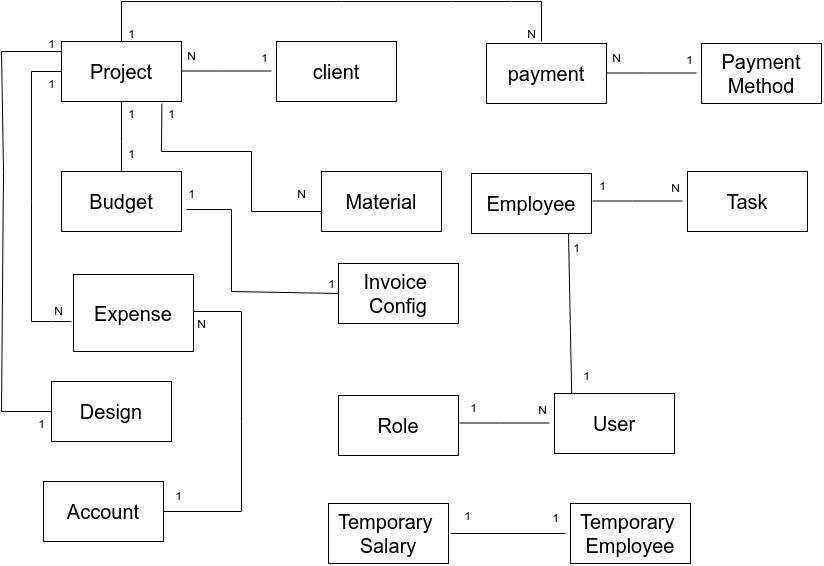 1
N
1
N
1
N
1
Project
client
payment
Payment
Method
1
1
1
1
1
N
1
N
Budget
Material
Employee
Task
1
1
Invoice
Config
N
Expense
N
1
Design
1
1
N
Role
User
1
Account
1
1
Temporary
Salary
Temporary
Employee